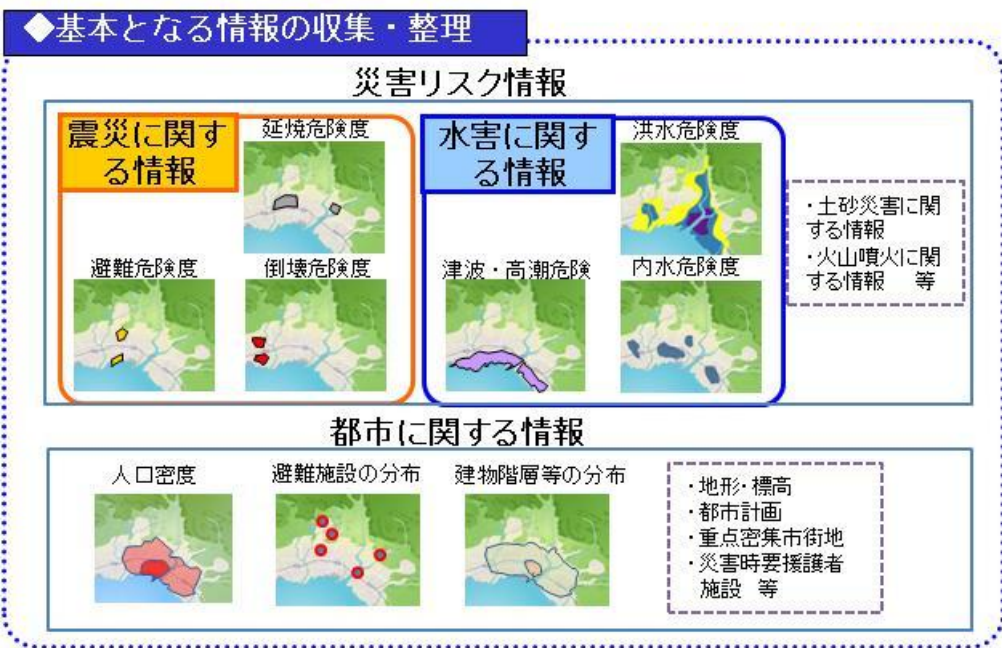 ◆基本となる情報の収集・整理
災害リスク情報
震災に関す
る情報
延焼危険度
避難危険度
倒壊危険度
水害に関す
る情報
洪水危険度
津波・高潮危険
内水危険度
・土砂災害に関
する情報
・火山噴火に関
する情報 等
都市に関する情報
人口密度
避難施設の分布
建物階層等の分布
・地形・標高
・都市計画
・重点密集市街地
・災害時要援護者
施設 等